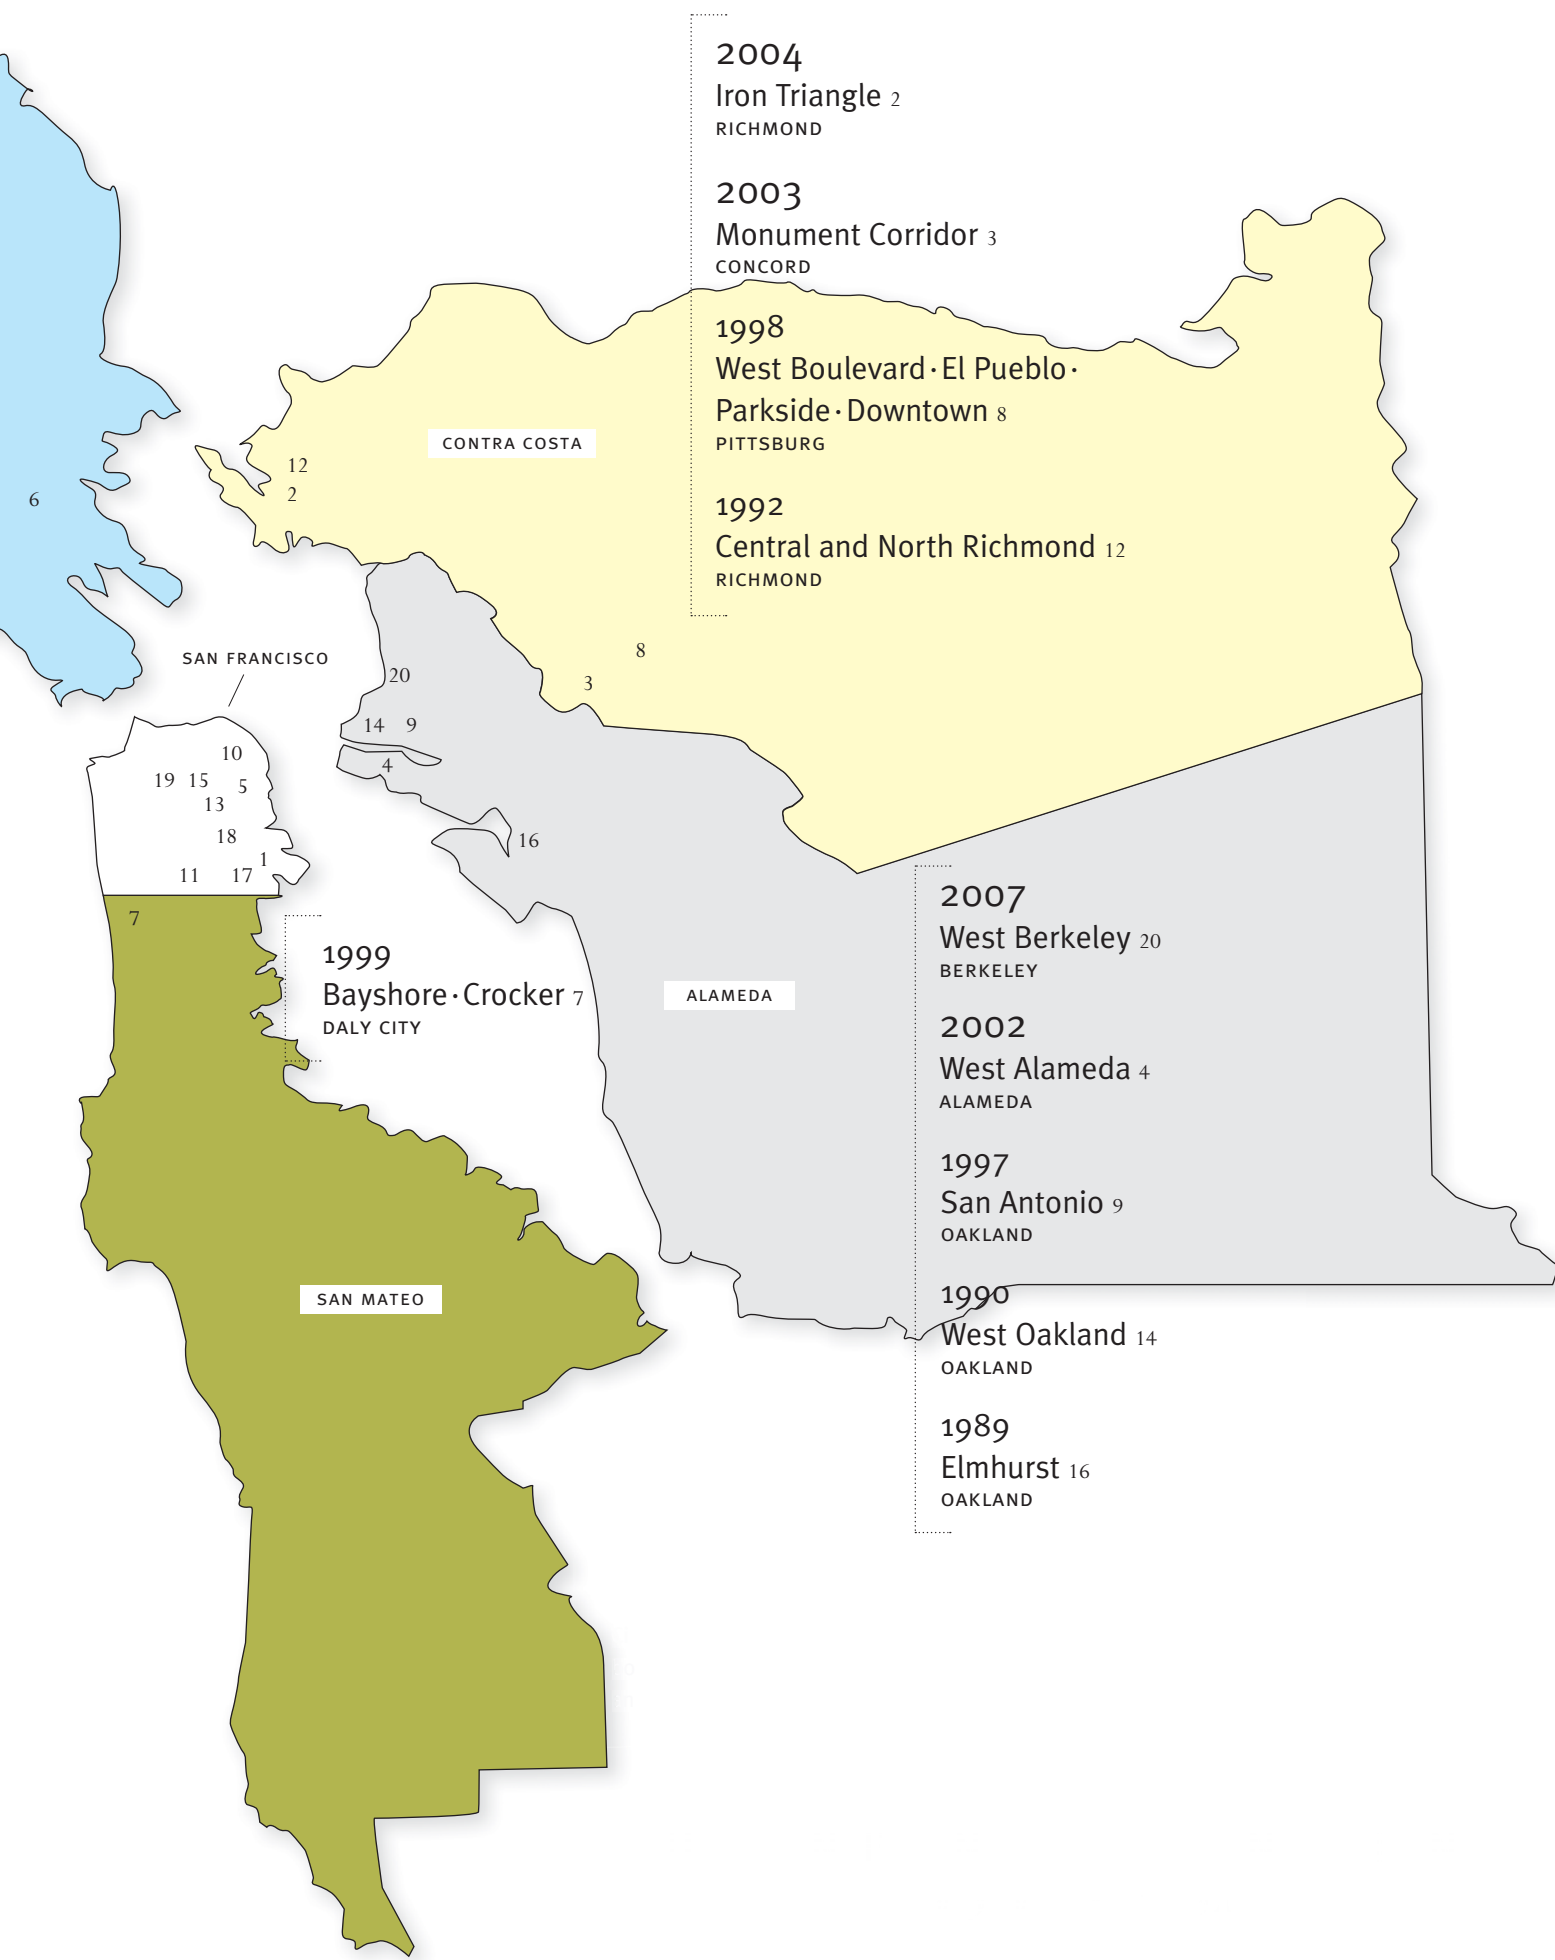 2004
Iron Triangle 2
RICHMOND
2003
Monument Corridor 3
CONCORD
1998
West Boulevard·El Pueblo·
Parkside·Downtown 8
PITTSBURG
1992
Central and North Richmond 12
RICHMOND
CONTRA COSTA
12
2
6
8
3
SAN FRANCISCO
20
14 9
4
10
19 15 5
13
18
1
11 17
16
7
1999
Bayshore·Crocker 7
DALY CITY
ALAMEDA
2007
West Berkeley 20
BERKELEY
2002
West Alameda 4
ALAMEDA
1997
San Antonio 9
OAKLAND
1990
West Oakland 14
OAKLAND
1989
Elmhurst 16
OAKLAND
SAN MATEO